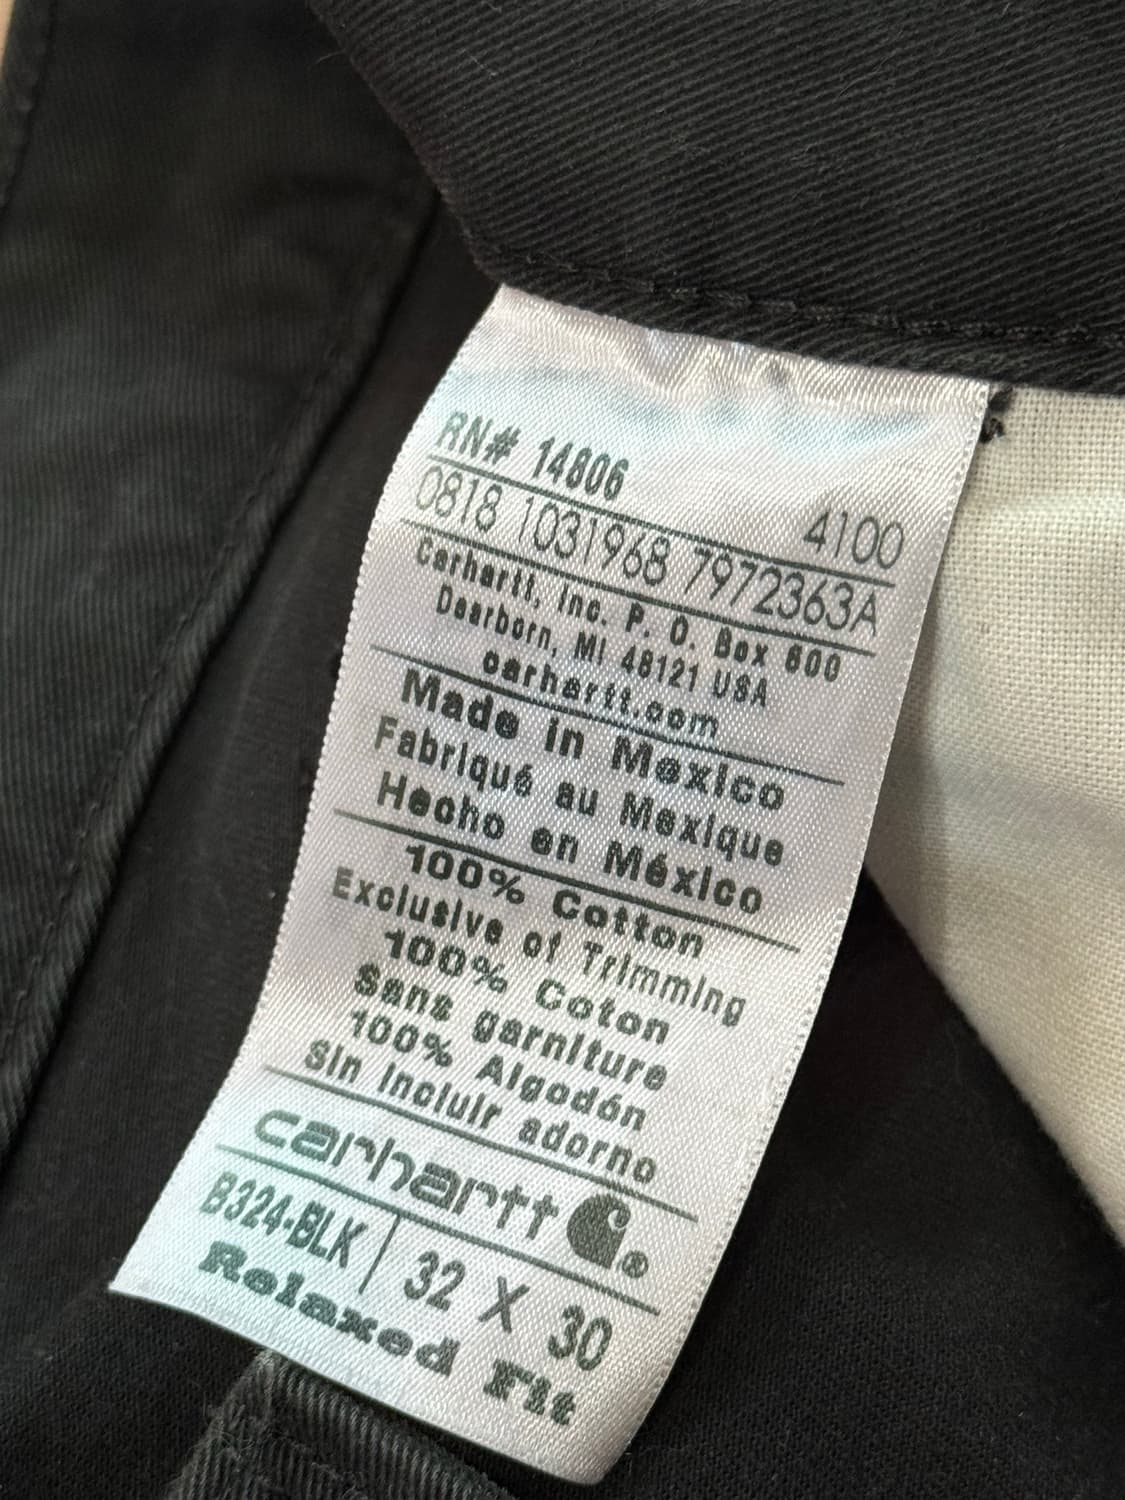 RN# 14806
4100
0818 1031968 7972363A
Carhartt, Inc. P. O. Box 600
Dearborn, MI 48121 USA
carhartt.com
Made in Mexico
Fabriqué au Mexique
Hecho en México
100% Cotton
Exclusive of Trimming
100% Coton
Sans garniture
100% Algodón
Sin incluir adorno
carhartt ®
B324-BLK | 32 X 30
Relaxed Fit